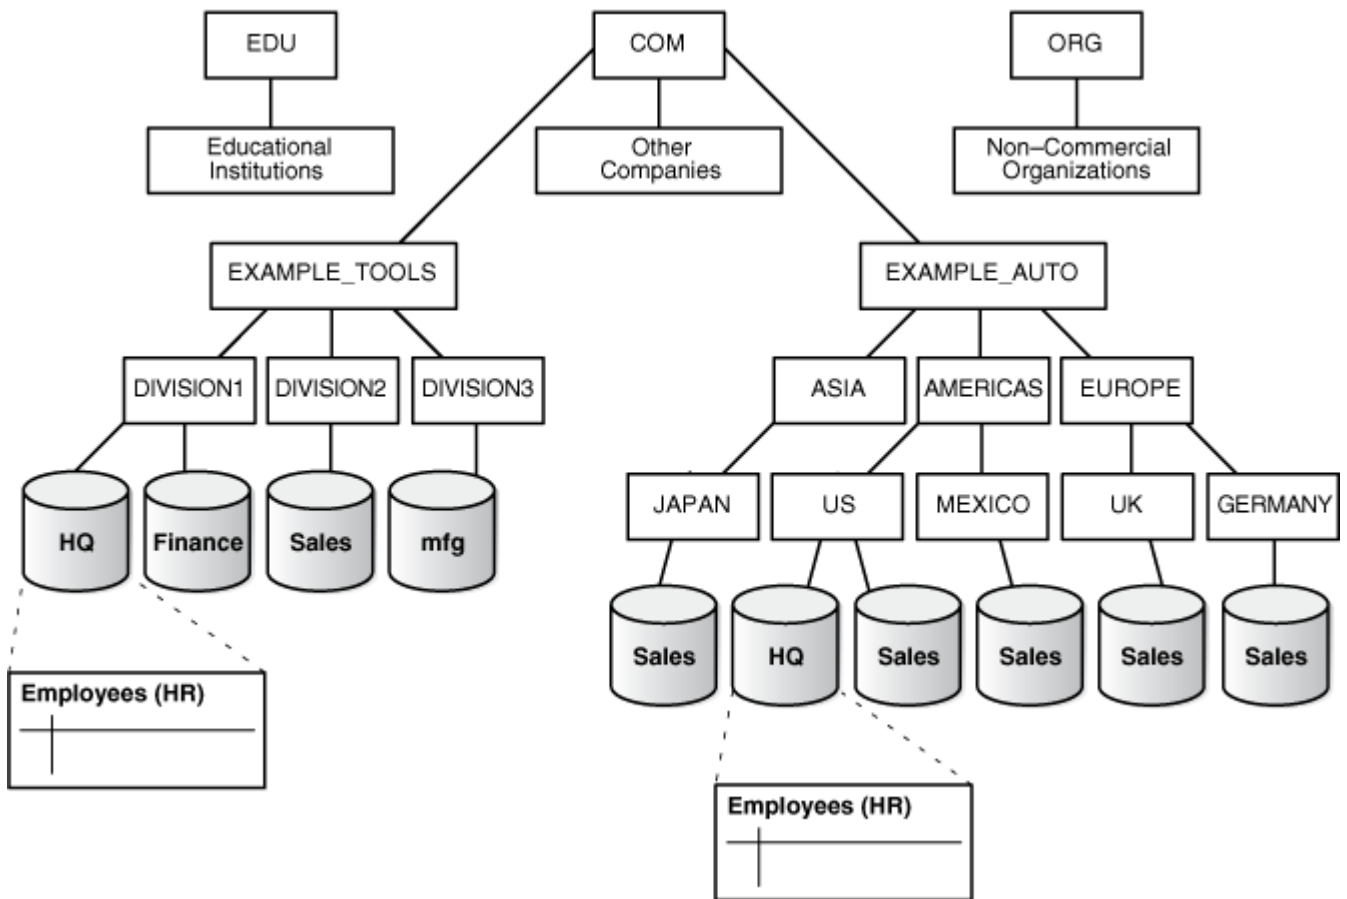 EDU
COM
ORG
Educational
Institutions
Other
Companies
Non–Commercial
Organizations
EXAMPLE_TOOLS
EXAMPLE_AUTO
DIVISION1
DIVISION2
DIVISION3
ASIA
AMERICAS
EUROPE
HQ
Finance
Sales
mfg
JAPAN
US
MEXICO
UK
GERMANY
Sales
HQ
Sales
Sales
Sales
Sales
Employees (HR)
Employees (HR)